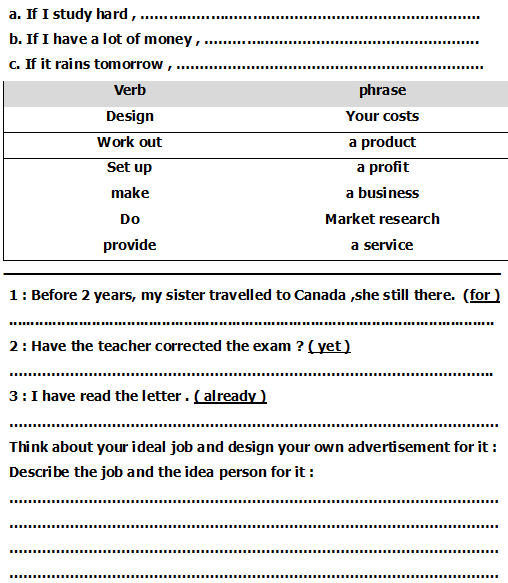 a. If I study hard , ……………………………………………………………….
b. If I have a lot of money , …………………………………………………..
c. If it rains tomorrow , …………………………………………………………
Verb phrase
Design Your costs
Work out a product
Set up a profit
make a business
Do Market research
provide a service
1 : Before 2 years, my sister travelled to Canada ,she still there. (for )
……………………………………………………………………………………………
2 : Have the teacher corrected the exam ? ( yet )
……………………………………………………………………………………………
3 : I have read the letter . ( already )
……………………………………………………………………………………………
Think about your ideal job and design your own advertisement for it :
Describe the job and the idea person for it :
……………………………………………………………………………………………
……………………………………………………………………………………………
……………………………………………………………………………………………
……………………………………………………………………………………………